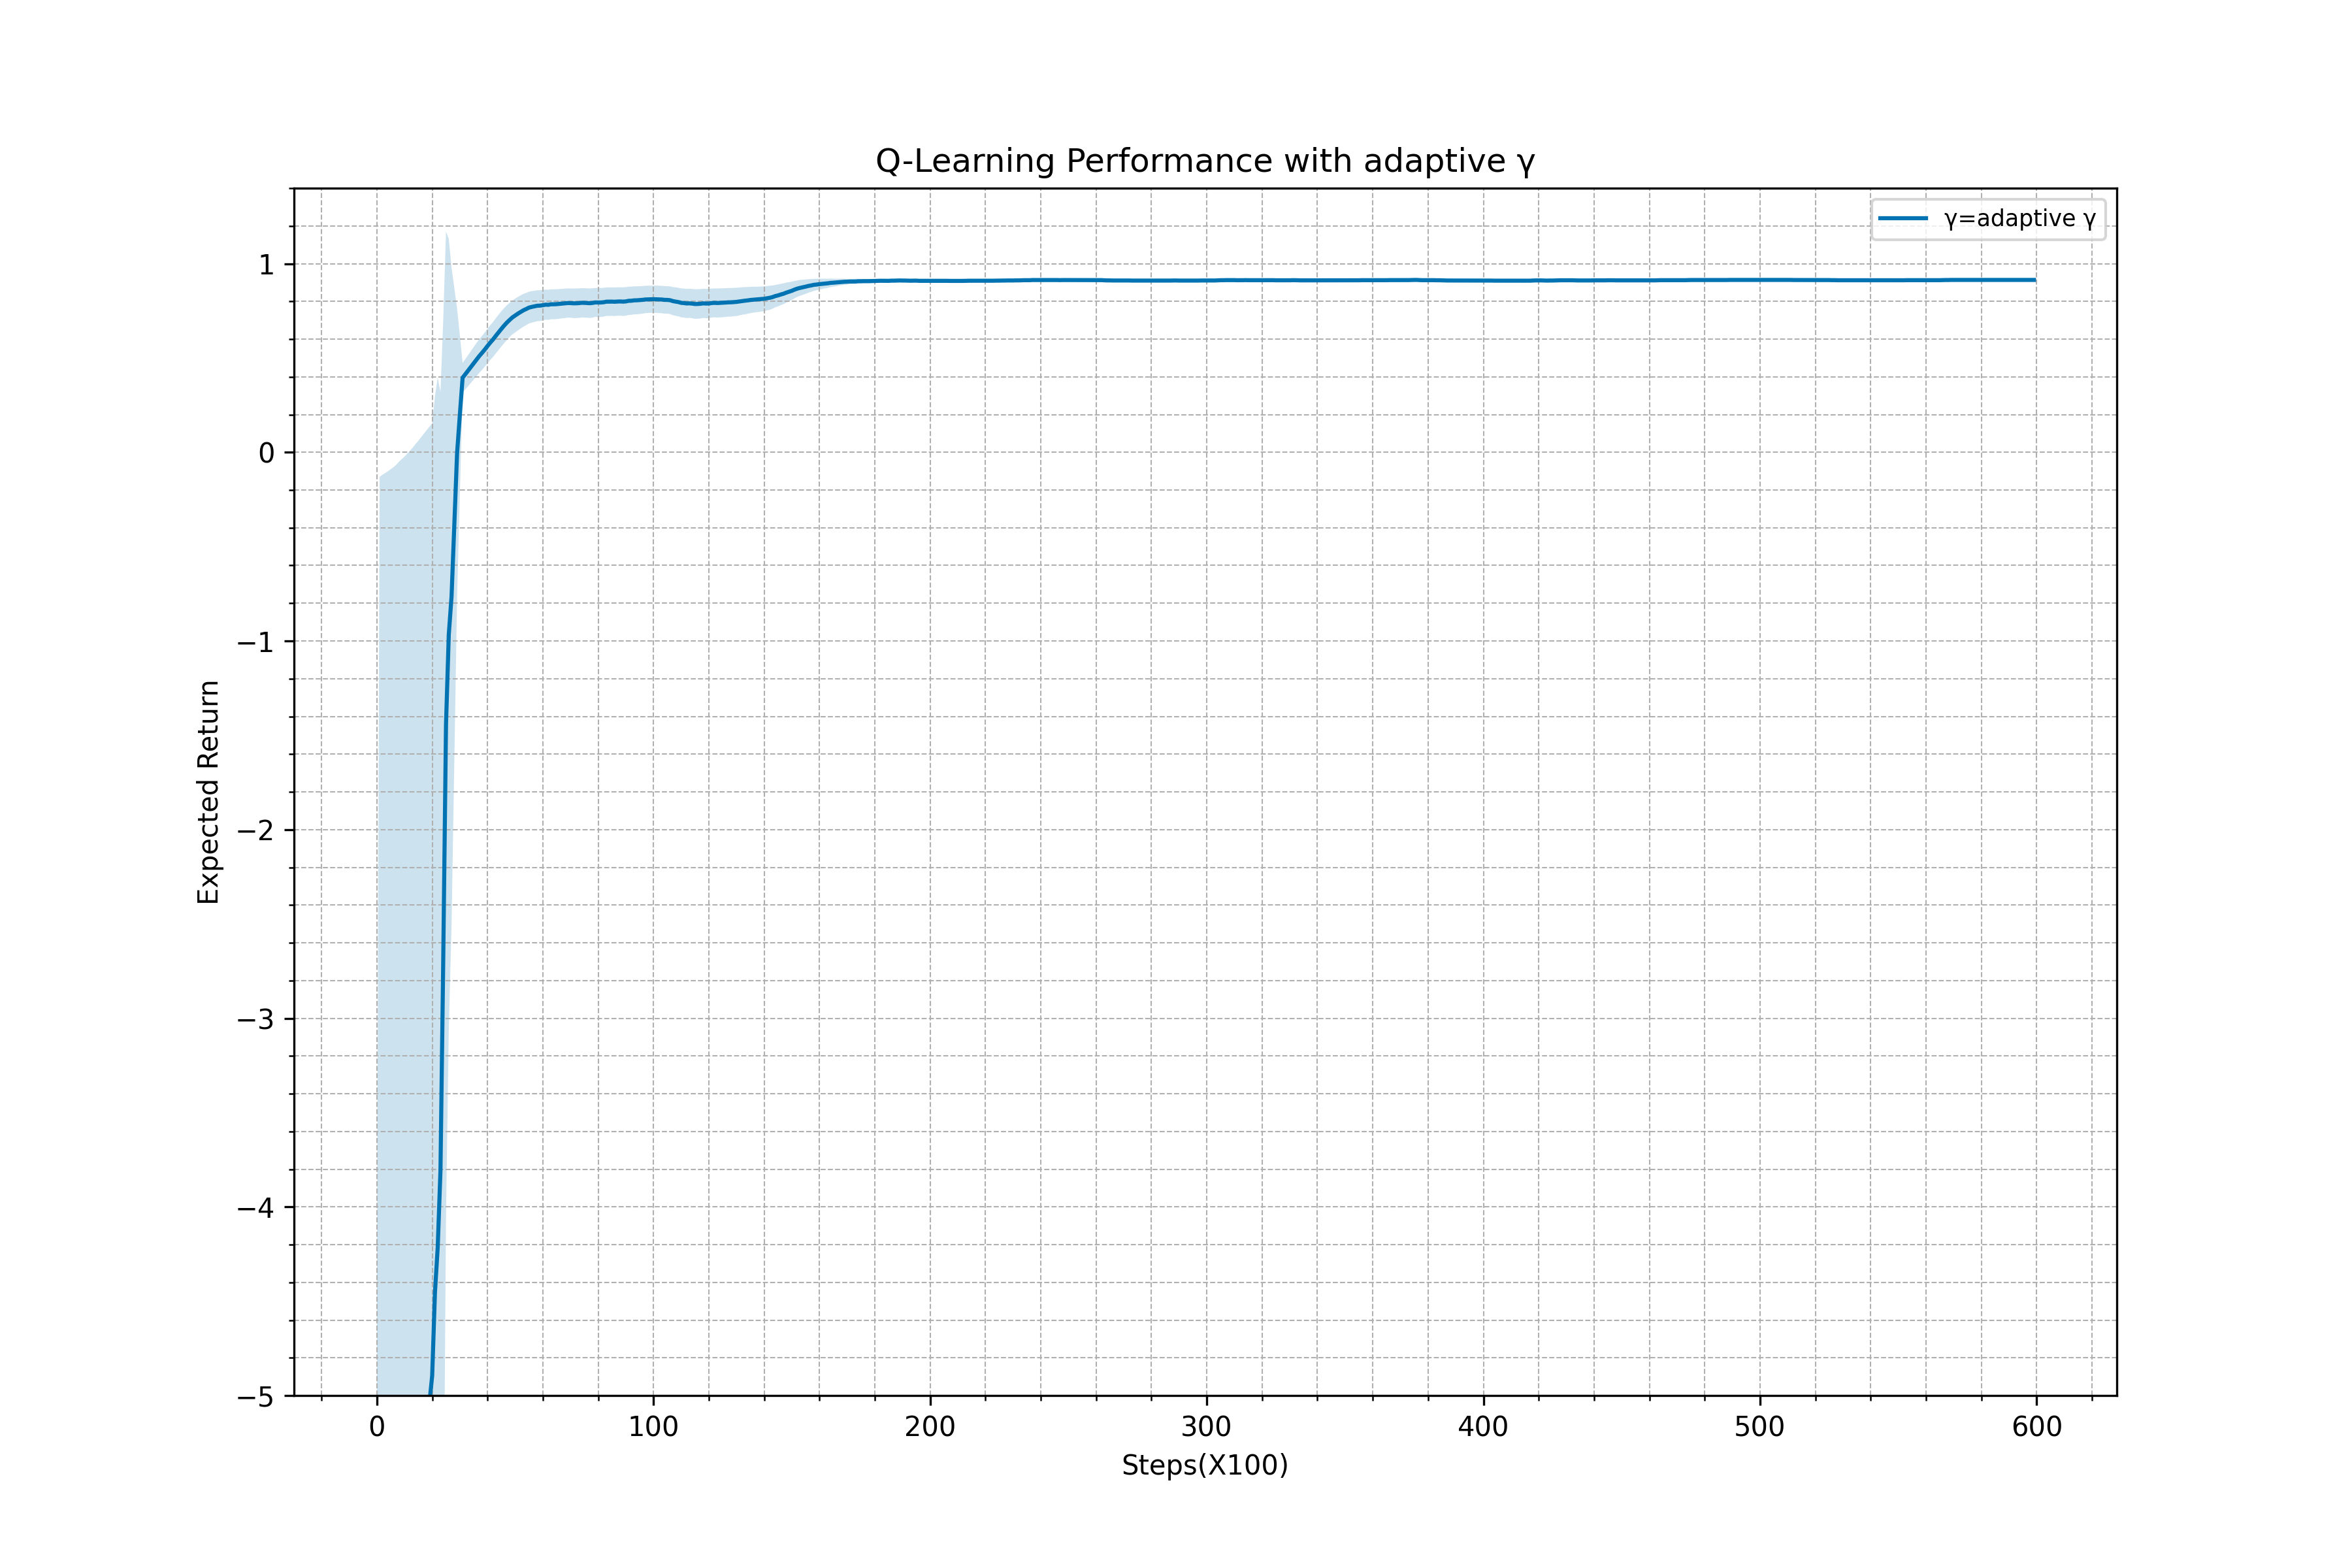 Q-Learning Performance with adaptive γ
γ=adaptive γ
1
0
−1
−2
−3
−4
−5
Expected Return
0 100 200 300 400 500 600
Steps(X100)